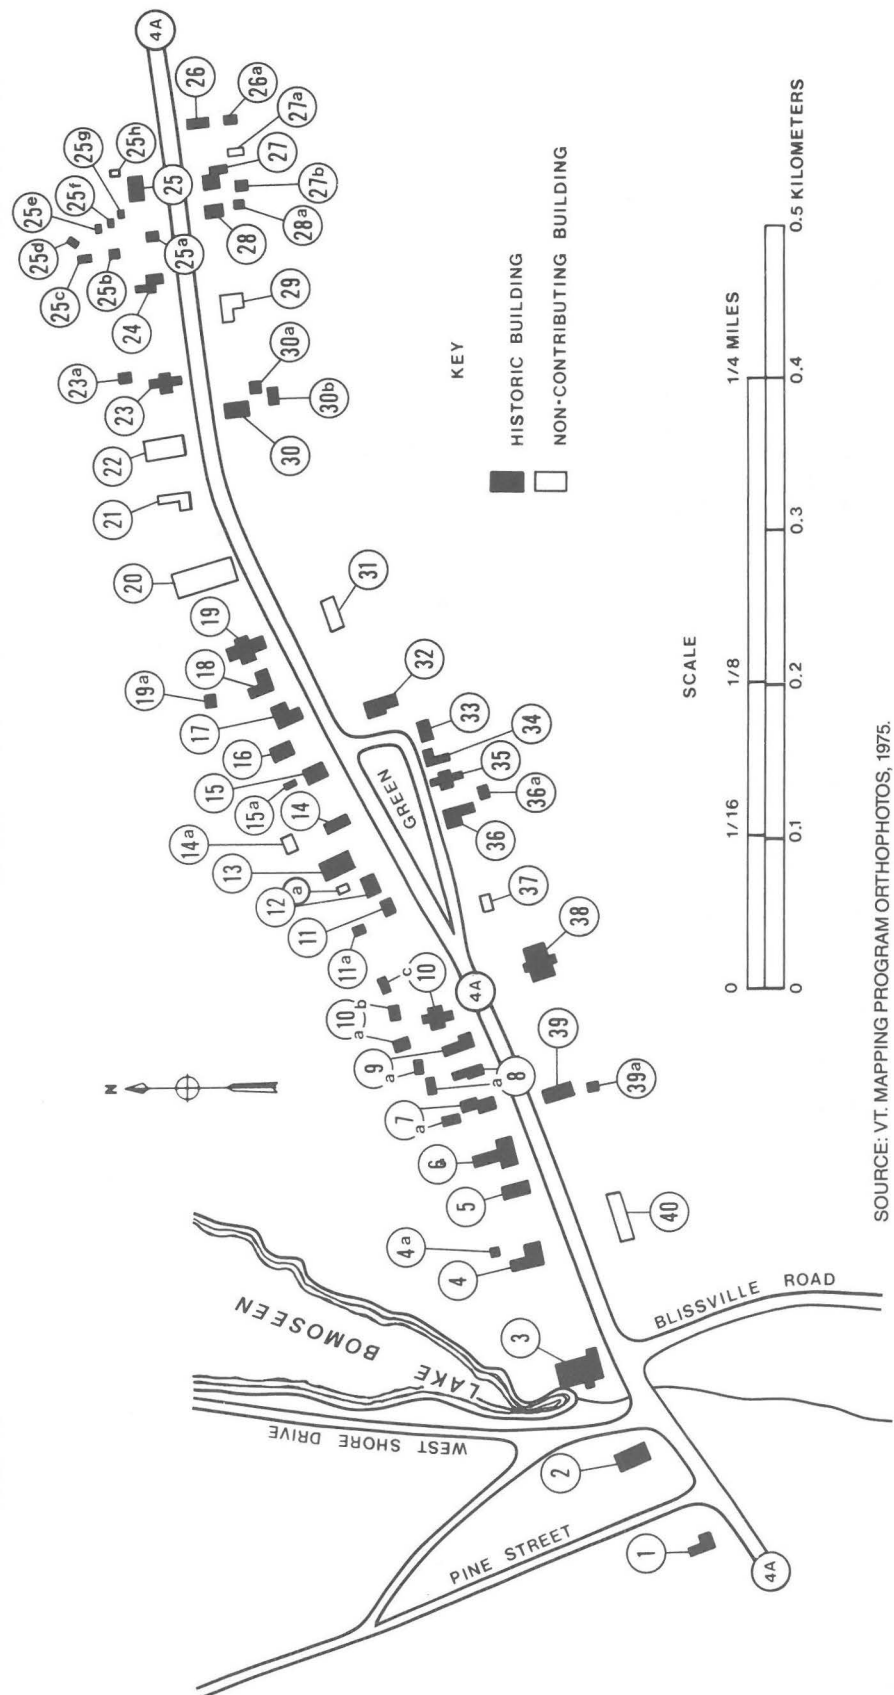 4A
26
26a
25g
25h
25f
25e
25d
25c
25b
25
25a
27a
27
27b
28a
28
24
29
23a
23
30a
30b
30
22
21
20
31
19
19a
18
17
16
15
15a
14
14a
13
a
12
11
11a
32
33
34
35
36a
36
37
38
GREEN
4A
c
10
10
b
a
9
a
8
a
7
a
6
5
4a
4
39
39a
40
3
2
1
4A
N
LAKE BOMOSEEN
WEST SHORE DRIVE
PINE STREET
BLISSVILLE ROAD
KEY
HISTORIC BUILDING
NON-CONTRIBUTING BUILDING
SCALE
0 1/16 1/8 1/4 MILES
0 0.1 0.2 0.3 0.4 0.5 KILOMETERS
SOURCE: VT. MAPPING PROGRAM ORTHOPHOTOS, 1975.